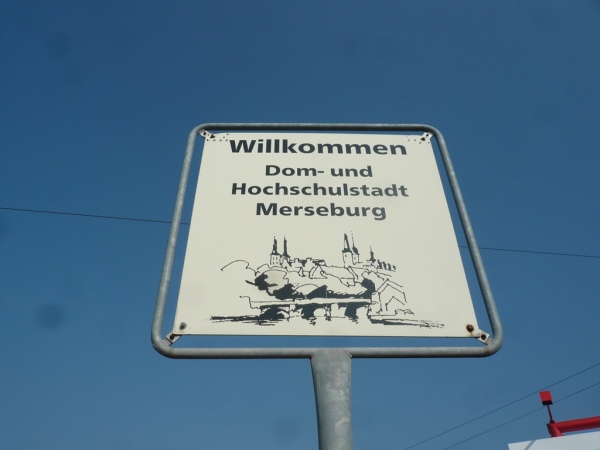 Willkommen
Dom- und
Hochschulstadt
Merseburg